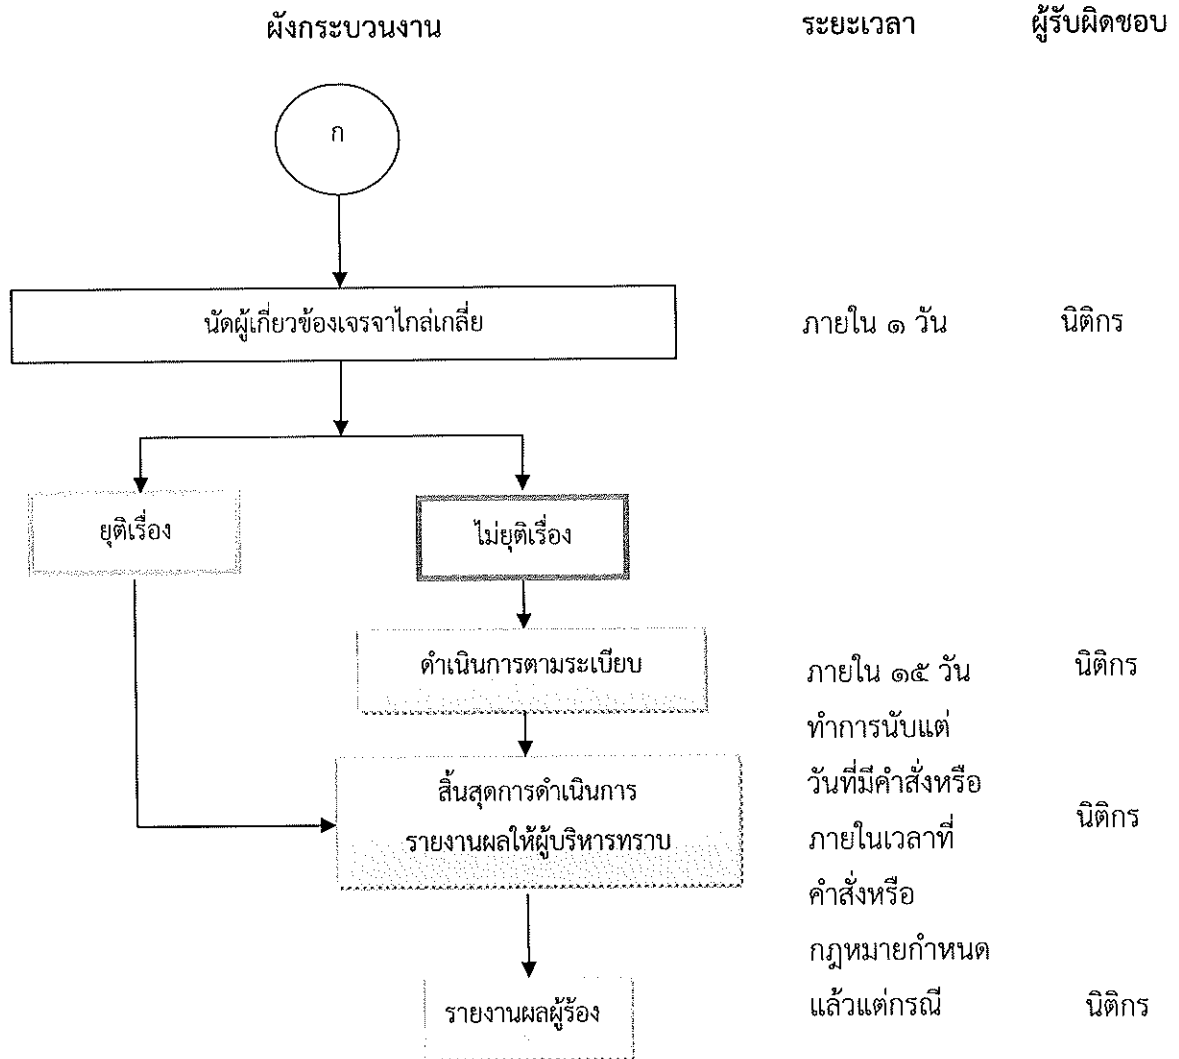 ผังกระบวนงาน ระยะเวลา ผู้รับผิดชอบ
ก
นัดผู้เกี่ยวข้องเจรจาไกล่เกลี่ย ภายใน ๑ วัน นิติกร
ยุติเรื่อง ไม่ยุติเรื่อง
ดำเนินการตามระเบียบ ภายใน ๑๕ วัน นิติกร
ทำการนับแต่
สิ้นสุดการดำเนินการ วันที่มีคำสั่งหรือ
รายงานผลให้ผู้บริหารทราบ ภายในเวลาที่ นิติกร
คำสั่งหรือ
กฎหมายกำหนด
รายงานผลผู้ร้อง แล้วแต่กรณี นิติกร